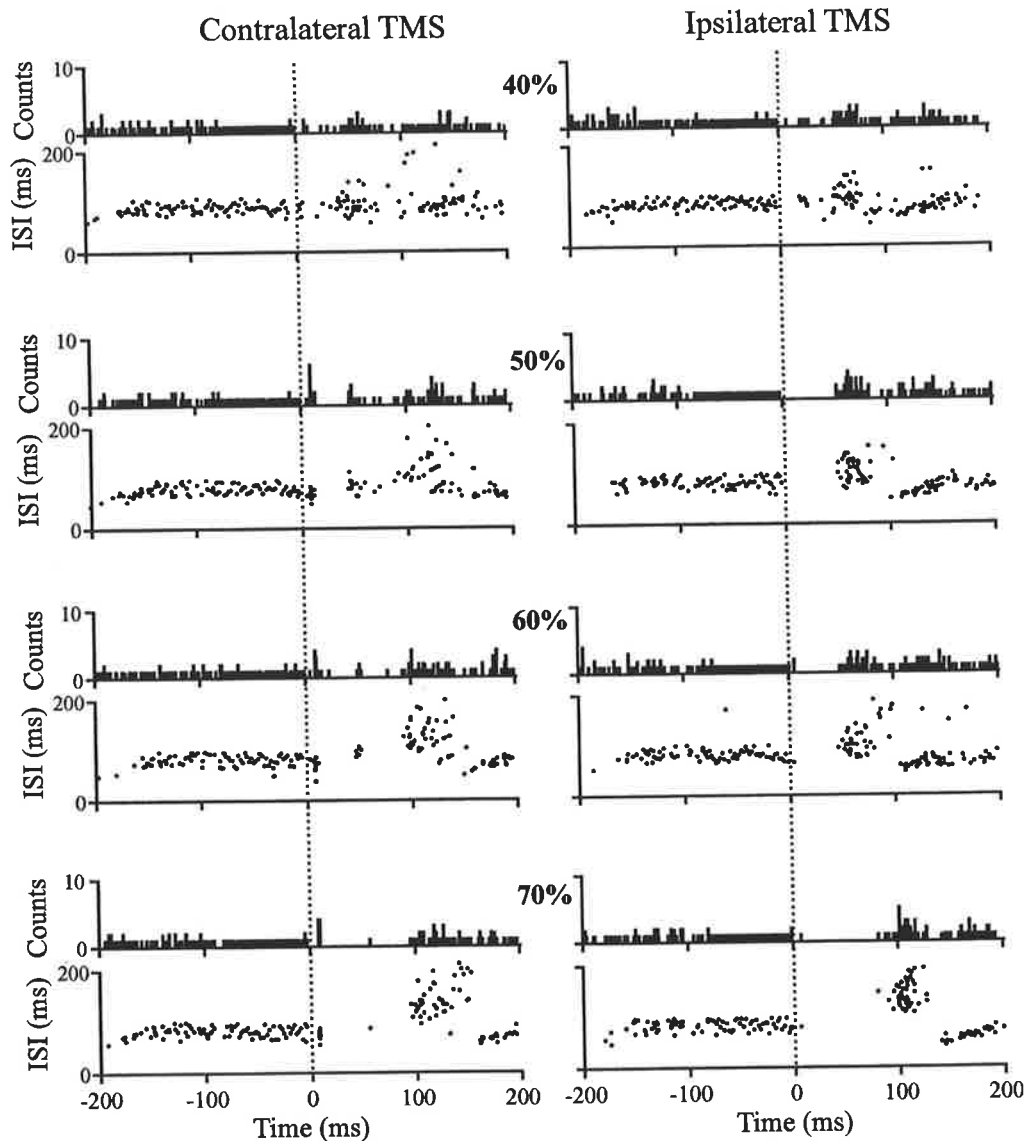 Contralateral TMS Ipsilateral TMS
10
Counts
0
40%
200
ISI (ms)
0
10
Counts
0
50%
200
ISI (ms)
0
10
Counts
0
60%
200
ISI (ms)
0
10
Counts
0
70%
200
ISI (ms)
0
-200 -100 0 100 200 -200 -100 0 100 200
Time (ms) Time (ms)